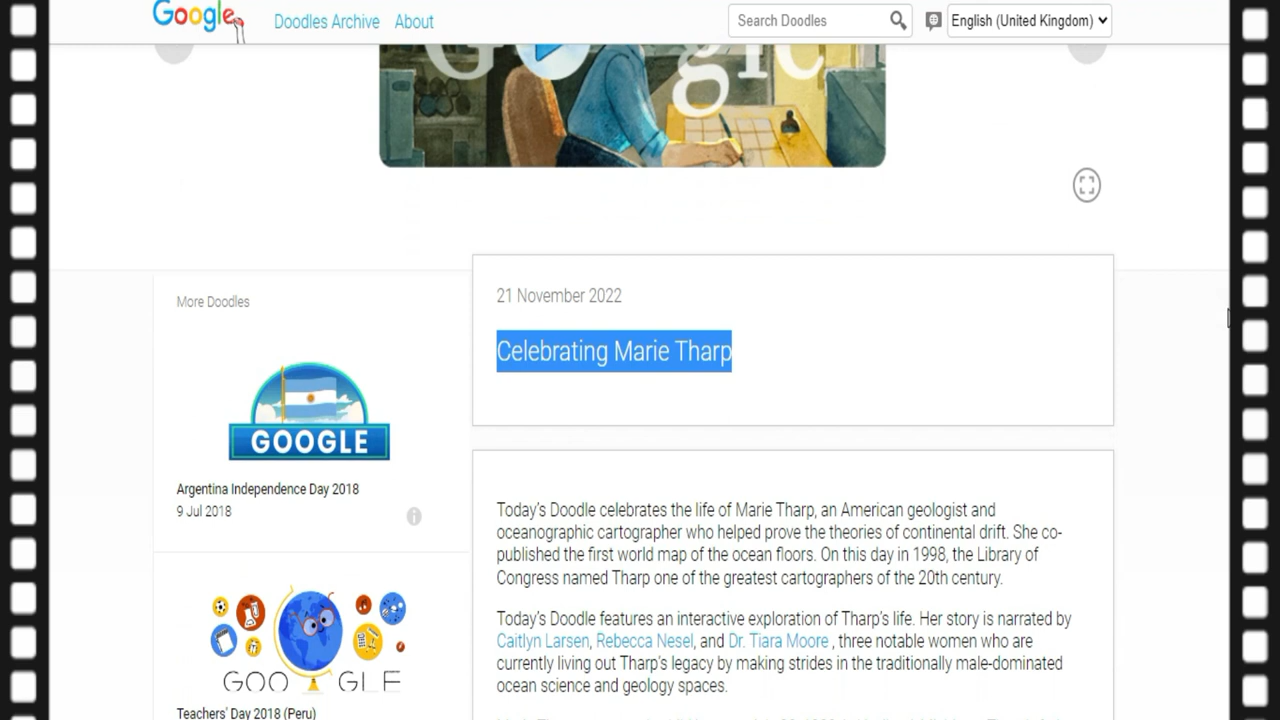 Google
Doodles Archive
About
Search Doodles
English (United Kingdom)
Google
21 November 2022
Celebrating Marie Tharp
More Doodles
GOOGLE
Argentina Independence Day 2018
9 Jul 2018
GOO GLE
Teachers' Day 2018 (Peru)
Today's Doodle celebrates the life of Marie Tharp, an American geologist and
oceanographic cartographer who helped prove the theories of continental drift. She co-
published the first world map of the ocean floors. On this day in 1998, the Library of
Congress named Tharp one of the greatest cartographers of the 20th century.
Today's Doodle features an interactive exploration of Tharp's life. Her story is narrated by
Caitlyn Larsen, Rebecca Nesel, and Dr. Tiara Moore , three notable women who are
currently living out Tharp's legacy by making strides in the traditionally male-dominated
ocean science and geology spaces.